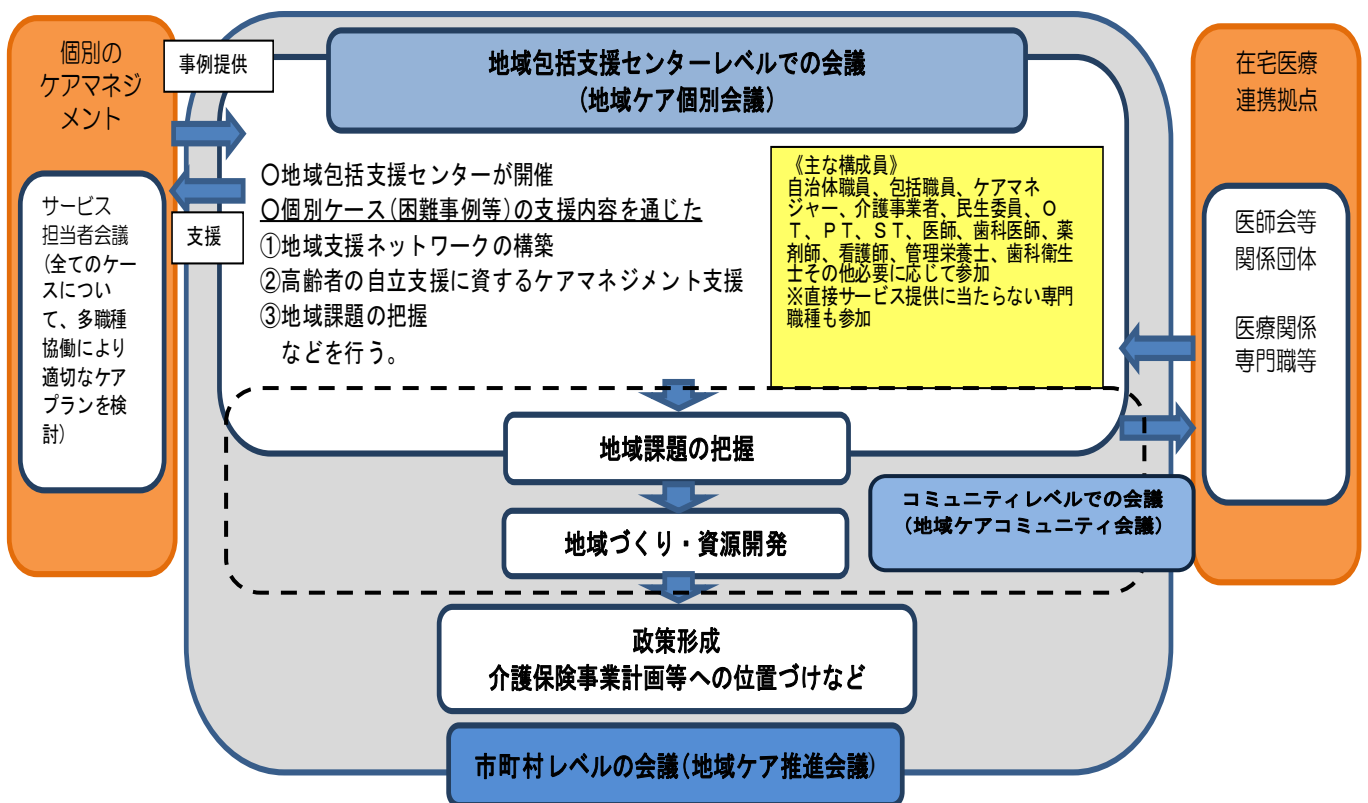 個別の
ケアマネジ
メント
事例提供
地域包括支援センターレベルでの会議
(地域ケア個別会議)
在宅医療
連携拠点
サービス
担当者会議
(全てのケー
スについ
て、多職種
協働により
適切なケア
プランを検
討)
支援
〇地域包括支援センターが開催
〇個別ケース(困難事例等)の支援内容を通じた
①地域支援ネットワークの構築
②高齢者の自立支援に資するケアマネジメント支援
③地域課題の把握
などを行う。
《主な構成員》
自治体職員、包括職員、ケアマネ
ジャー、介護事業者、民生委員、O
T、PT、ST、医師、歯科医師、薬
剤師、看護師、管理栄養士、歯科衛生
士その他必要に応じて参加
※直接サービス提供に当たらない専門
職種も参加
医師会等
関係団体
医療関係
専門職等
地域課題の把握
地域づくり・資源開発
コミュニティレベルでの会議
(地域ケアコミュニティ会議)
政策形成
介護保険事業計画等への位置づけなど
市町村レベルの会議(地域ケア推進会議)